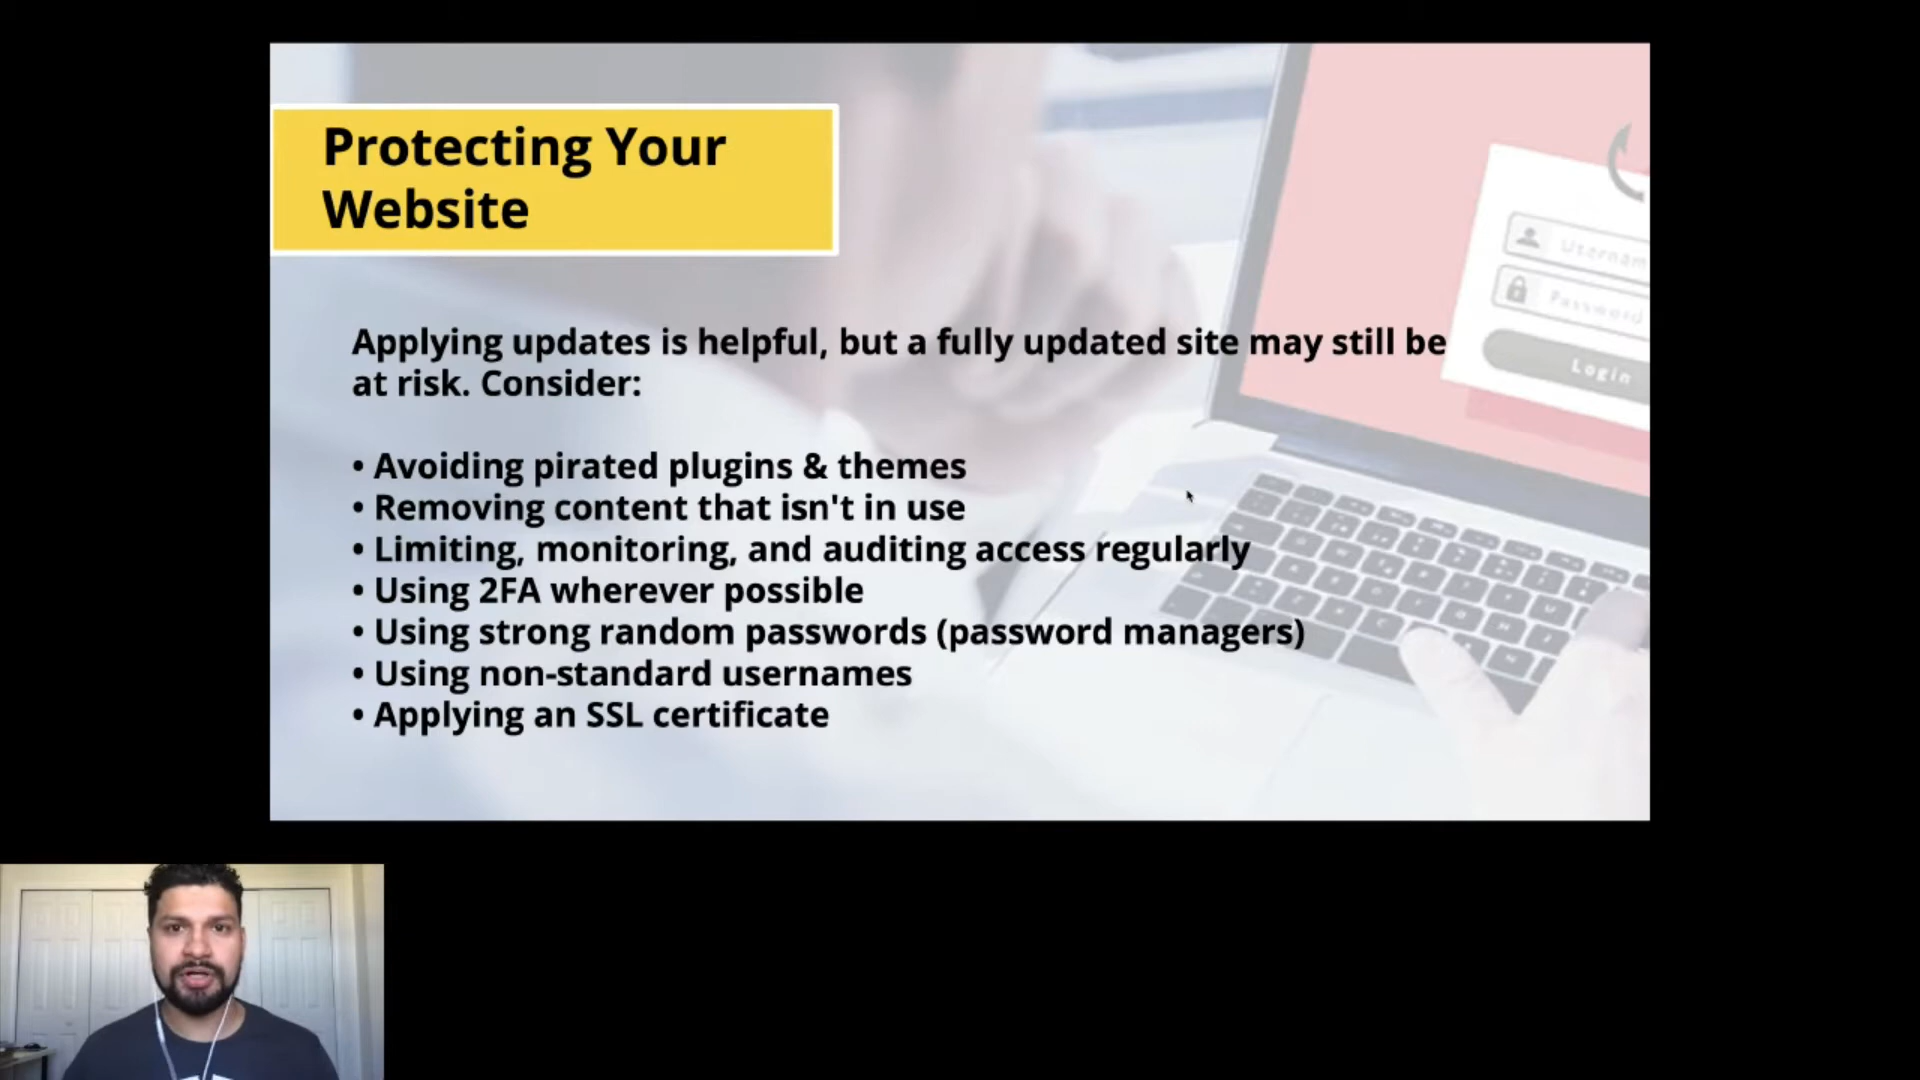 Protecting Your
Website
Applying updates is helpful, but a fully updated site may still be
at risk. Consider:
• Avoiding pirated plugins & themes
• Removing content that isn't in use
• Limiting, monitoring, and auditing access regularly
• Using 2FA wherever possible
• Using strong random passwords (password managers)
• Using non-standard usernames
• Applying an SSL certificate
Usernam
Password
Login